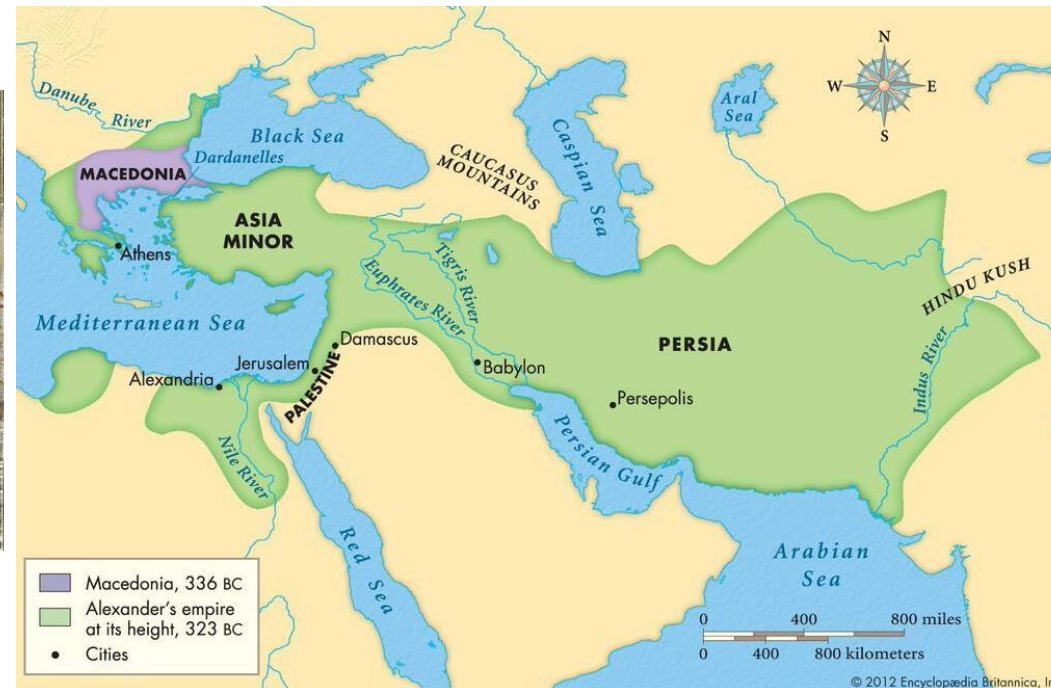 N
W
E
S
Danube
River
Black Sea
Dardanelles
MACEDONIA
CAUCASUS
MOUNTAINS
Caspian Sea
Aral
Sea
ASIA
MINOR
Athens
Tigris River
Euphrates River
HINDU KUSH
Mediterranean Sea
Damascus
Jerusalem
PALESTINE
Alexandria
Babylon
PERSIA
Persepolis
Indus River
Nile River
Persian Gulf
Red Sea
Arabian
Sea
Macedonia, 336 BC
Alexander's empire
at its height, 323 BC
Cities
0 400 800 miles
0 400 800 kilometers
© 2012 Encyclopædia Britannica, In